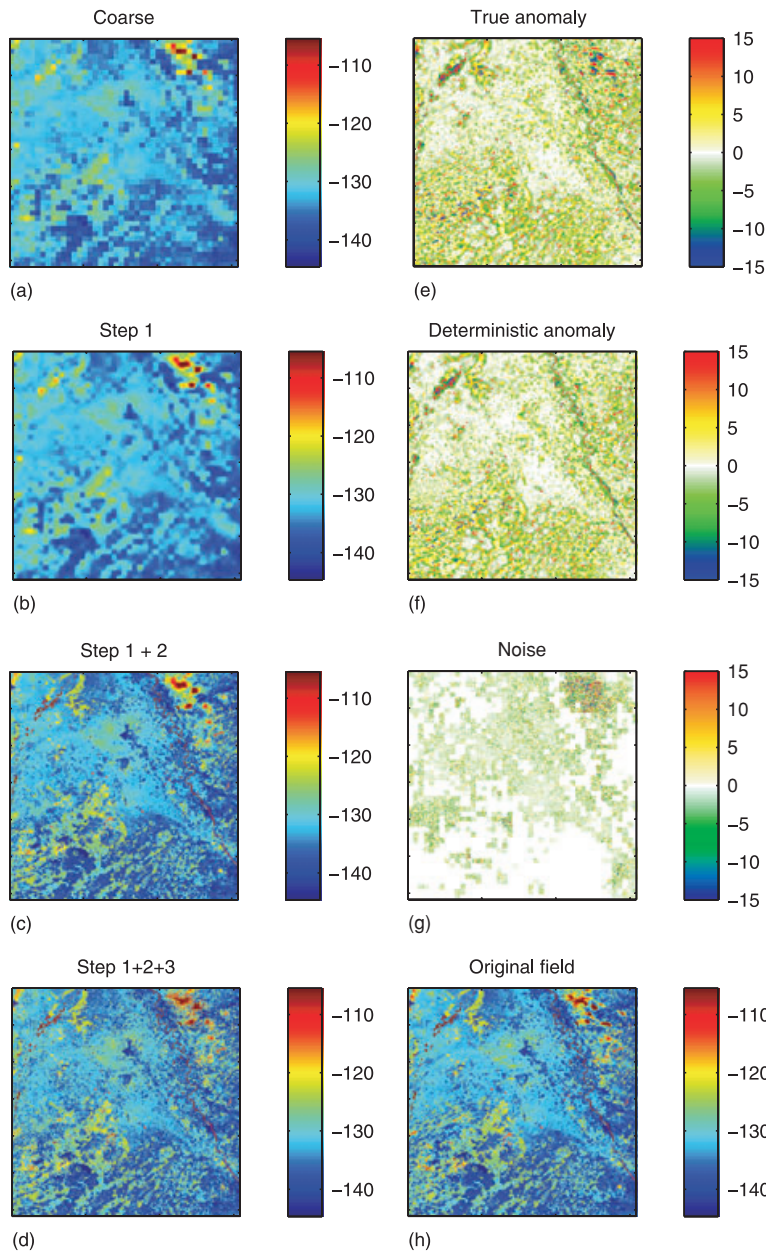 Coarse
−110
−120
−130
−140
(a)
True anomaly
15
10
5
0
−5
−10
−15
(e)
Step 1
−110
−120
−130
−140
(b)
Deterministic anomaly
15
10
5
0
−5
−10
−15
(f)
Step 1 + 2
−110
−120
−130
−140
(c)
Noise
15
10
5
0
−5
−10
−15
(g)
Step 1+2+3
−110
−120
−130
−140
(d)
Original field
−110
−120
−130
−140
(h)